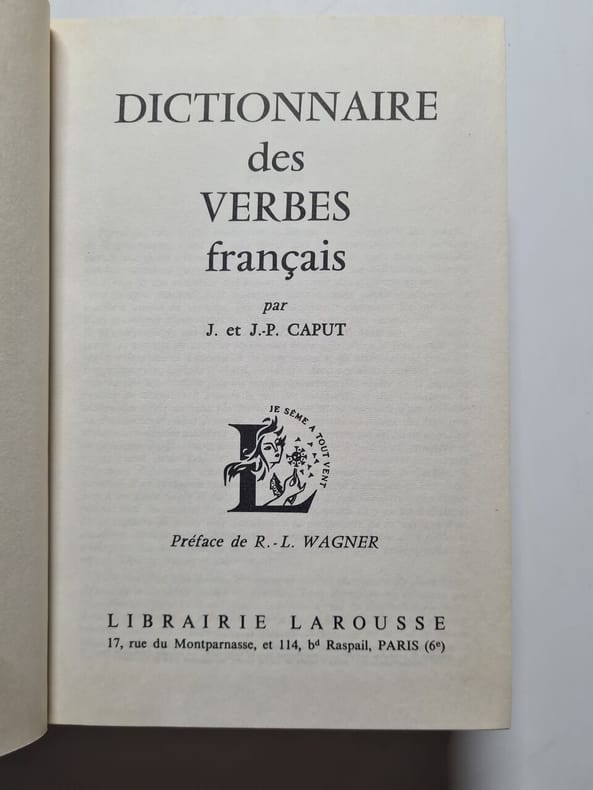 DICTIONNAIRE
des
VERBES
français
par
J. et J.-P. CAPUT
JE SÈME A TOUT VENT
Préface de R.-L. WAGNER
LIBRAIRIE LAROUSSE
17, rue du Montparnasse, et 114, bd Raspail, PARIS (6e)